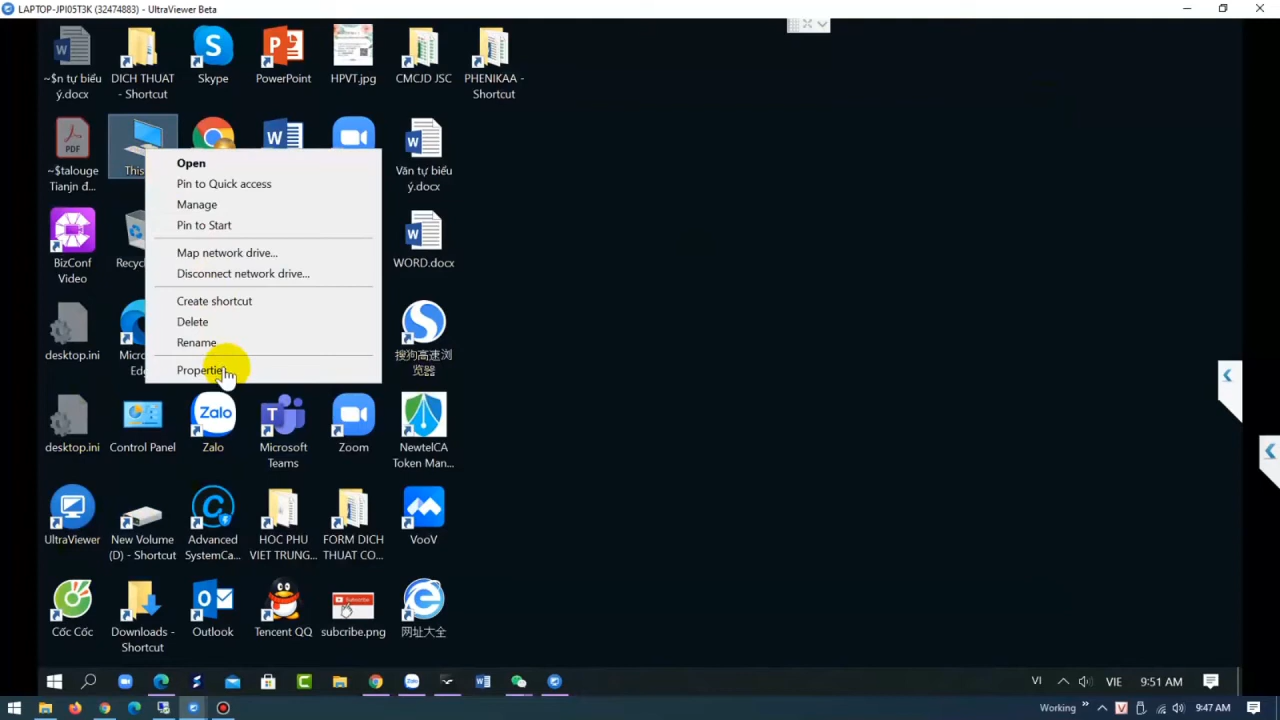 LAPTOP-JPI05T3K (32474883) - UltraViewer Beta
~$n tự biểu
ý.docx
DICH THUAT
- Shortcut
Skype
PowerPoint
HPVT.jpg
CMCJD JSC
PHENIKAA -
Shortcut
~$talouge
Tianjn đ...
This
Văn tự biểu
ý.docx
Open
Pin to Quick access
Manage
Pin to Start
Map network drive...
Disconnect network drive...
Create shortcut
Delete
Rename
Properti
BizConf
Video
Recyc
WORD.docx
desktop.ini
Micro
Ed
搜狗高速浏
览器
desktop.ini
Control Panel
Zalo
Zalo
Microsoft
Teams
Zoom
NewtelCA
Token Man...
UltraViewer
New Volume
(D) - Shortcut
Advanced
SystemCa...
HOC PHU
VIET TRUNG...
FORM DICH
THUAT CO...
VooV
Cốc Cốc
Downloads -
Shortcut
Outlook
Tencent QQ
Subscribe
subcribe.png
网址大全
VI
VIE
9:51 AM
Working
9:47 AM